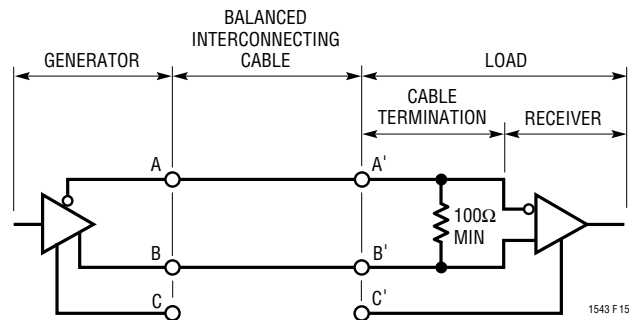 BALANCED
INTERCONNECTING
CABLE
GENERATOR
LOAD
CABLE
TERMINATION
RECEIVER
A
A'
100Ω
MIN
B
B'
C
C'
1543 F15